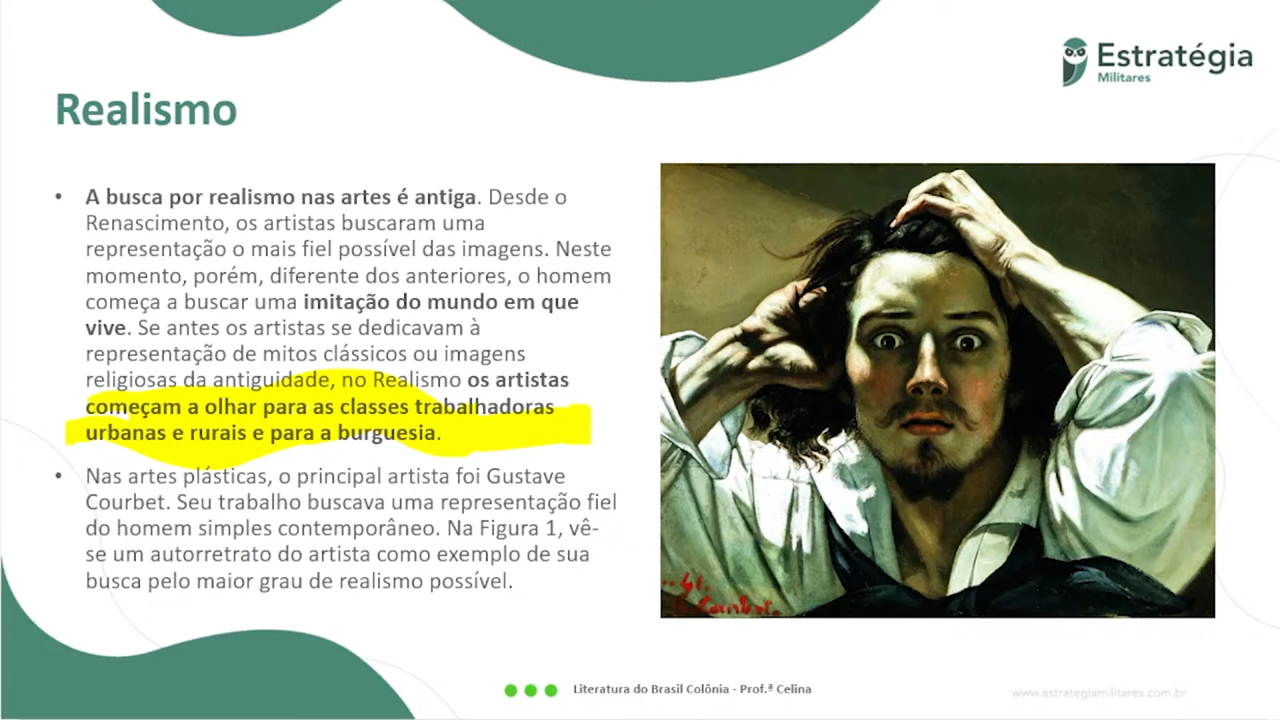 Estratégia
Militares
Realismo
• A busca por realismo nas artes é antiga. Desde o
Renascimento, os artistas buscaram uma
representação o mais fiel possível das imagens. Neste
momento, porém, diferente dos anteriores, o homem
começa a buscar uma imitação do mundo em que
vive. Se antes os artistas se dedicavam à
representação de mitos clássicos ou imagens
religiosas da antiguidade, no Realismo os artistas
começam a olhar para as classes trabalhadoras
urbanas e rurais e para a burguesia.
• Nas artes plásticas, o principal artista foi Gustave
Courbet. Seu trabalho buscava uma representação fiel
do homem simples contemporâneo. Na Figura 1, vê-
se um autorretrato do artista como exemplo de sua
busca pelo maior grau de realismo possível.
Courbet.
Literatura do Brasil Colônia - Prof.ª Celina
www.estrategiamilitares.com.br